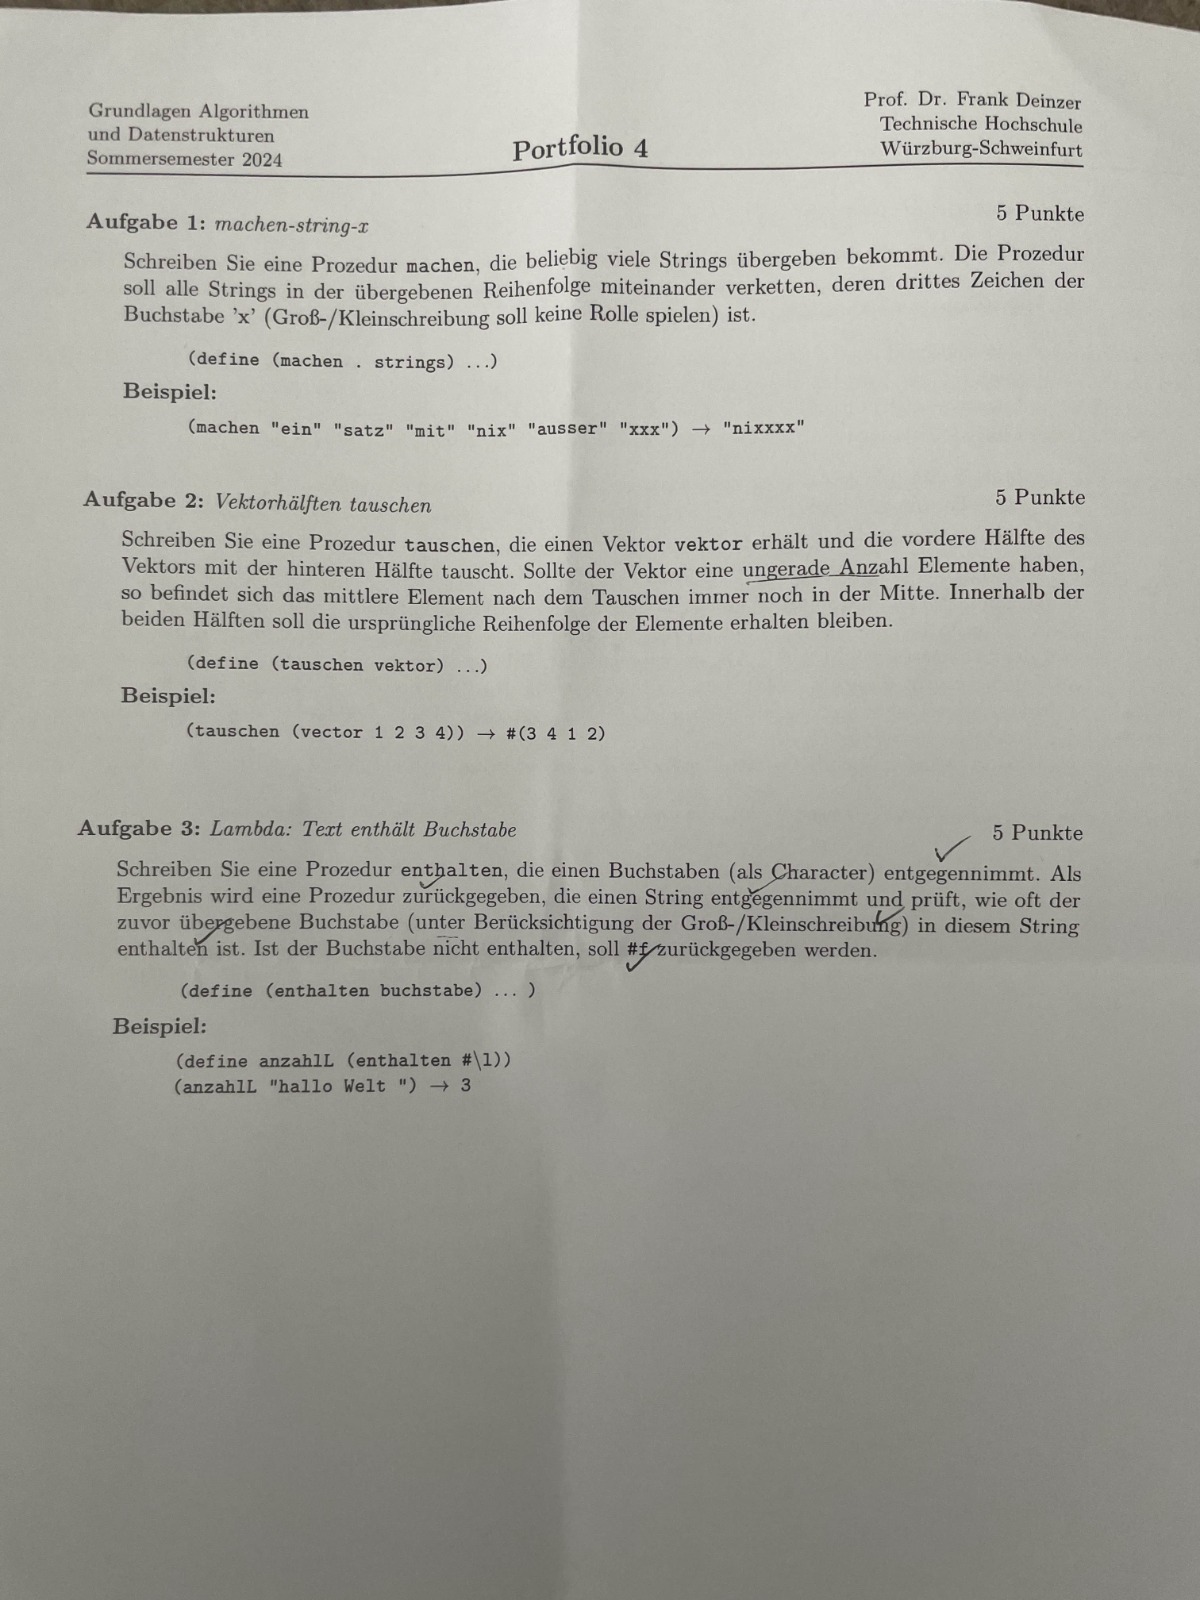 Grundlagen Algorithmen
und Datenstrukturen
Sommersemester 2024
Portfolio 4
Prof. Dr. Frank Deinzer
Technische Hochschule
Würzburg-Schweinfurt
Aufgabe 1: machen-string-x
5 Punkte
Schreiben Sie eine Prozedur machen, die beliebig viele Strings übergeben bekommt. Die Prozedur
soll alle Strings in der übergebenen Reihenfolge miteinander verketten, deren drittes Zeichen der
Buchstabe 'x' (Groß-/Kleinschreibung soll keine Rolle spielen) ist.
(define (machen . strings) ...)
Beispiel:
(machen "ein" "satz" "mit" "nix" "ausser" "xxx") → "nixxxx"
Aufgabe 2: Vektorhälften tauschen
5 Punkte
Schreiben Sie eine Prozedur tauschen, die einen Vektor vektor erhält und die vordere Hälfte des
Vektors mit der hinteren Hälfte tauscht. Sollte der Vektor eine ungerade Anzahl Elemente haben,
so befindet sich das mittlere Element nach dem Tauschen immer noch in der Mitte. Innerhalb der
beiden Hälften soll die ursprüngliche Reihenfolge der Elemente erhalten bleiben.
(define (tauschen vektor) ...)
Beispiel:
(tauschen (vector 1 2 3 4)) → #(3 4 1 2)
Aufgabe 3: Lambda: Text enthält Buchstabe
5 Punkte
Schreiben Sie eine Prozedur enthalten, die einen Buchstaben (als Character) entgegennimmt. Als
Ergebnis wird eine Prozedur zurückgegeben, die einen String entgegennimmt und prüft, wie oft der
zuvor übergebene Buchstabe (unter Berücksichtigung der Groß-/Kleinschreibung) in diesem String
enthalten ist. Ist der Buchstabe nicht enthalten, soll #f zurückgegeben werden.
(define (enthalten buchstabe) ... )
Beispiel:
(define anzahlL (enthalten #\l))
(anzahlL "hallo Welt ") → 3